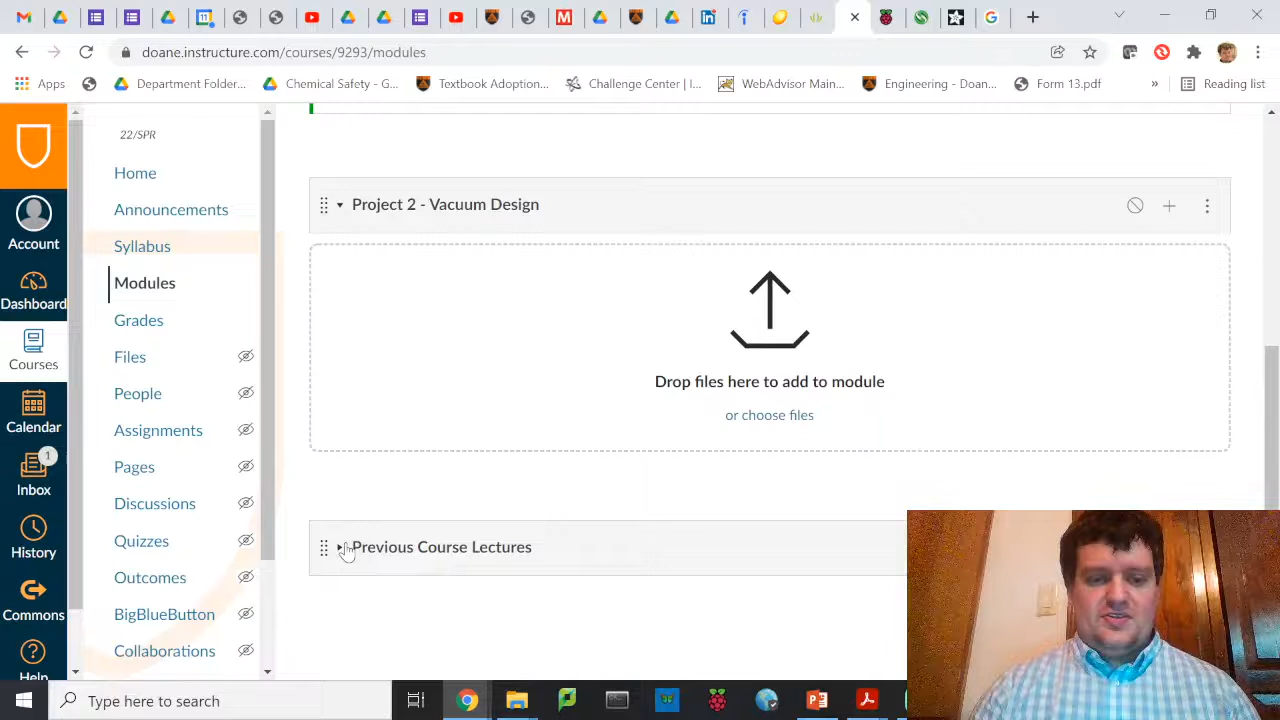 11
doane.instructure.com/courses/9293/modules
Apps
Department Folder...
Chemical Safety - G...
Textbook Adoption...
Challenge Center | I...
WebAdvisor Main...
Engineering - Doan...
Form 13.pdf
»
Reading list
Account
Dashboard
Courses
Calendar
1
Inbox
History
Commons
Help
22/SPR
Home
Announcements
Syllabus
Modules
Grades
Files
People
Assignments
Pages
Discussions
Quizzes
Outcomes
BigBlueButton
Collaborations
Project 2 - Vacuum Design
Drop files here to add to module
or choose files
Previous Course Lectures
Type here to search